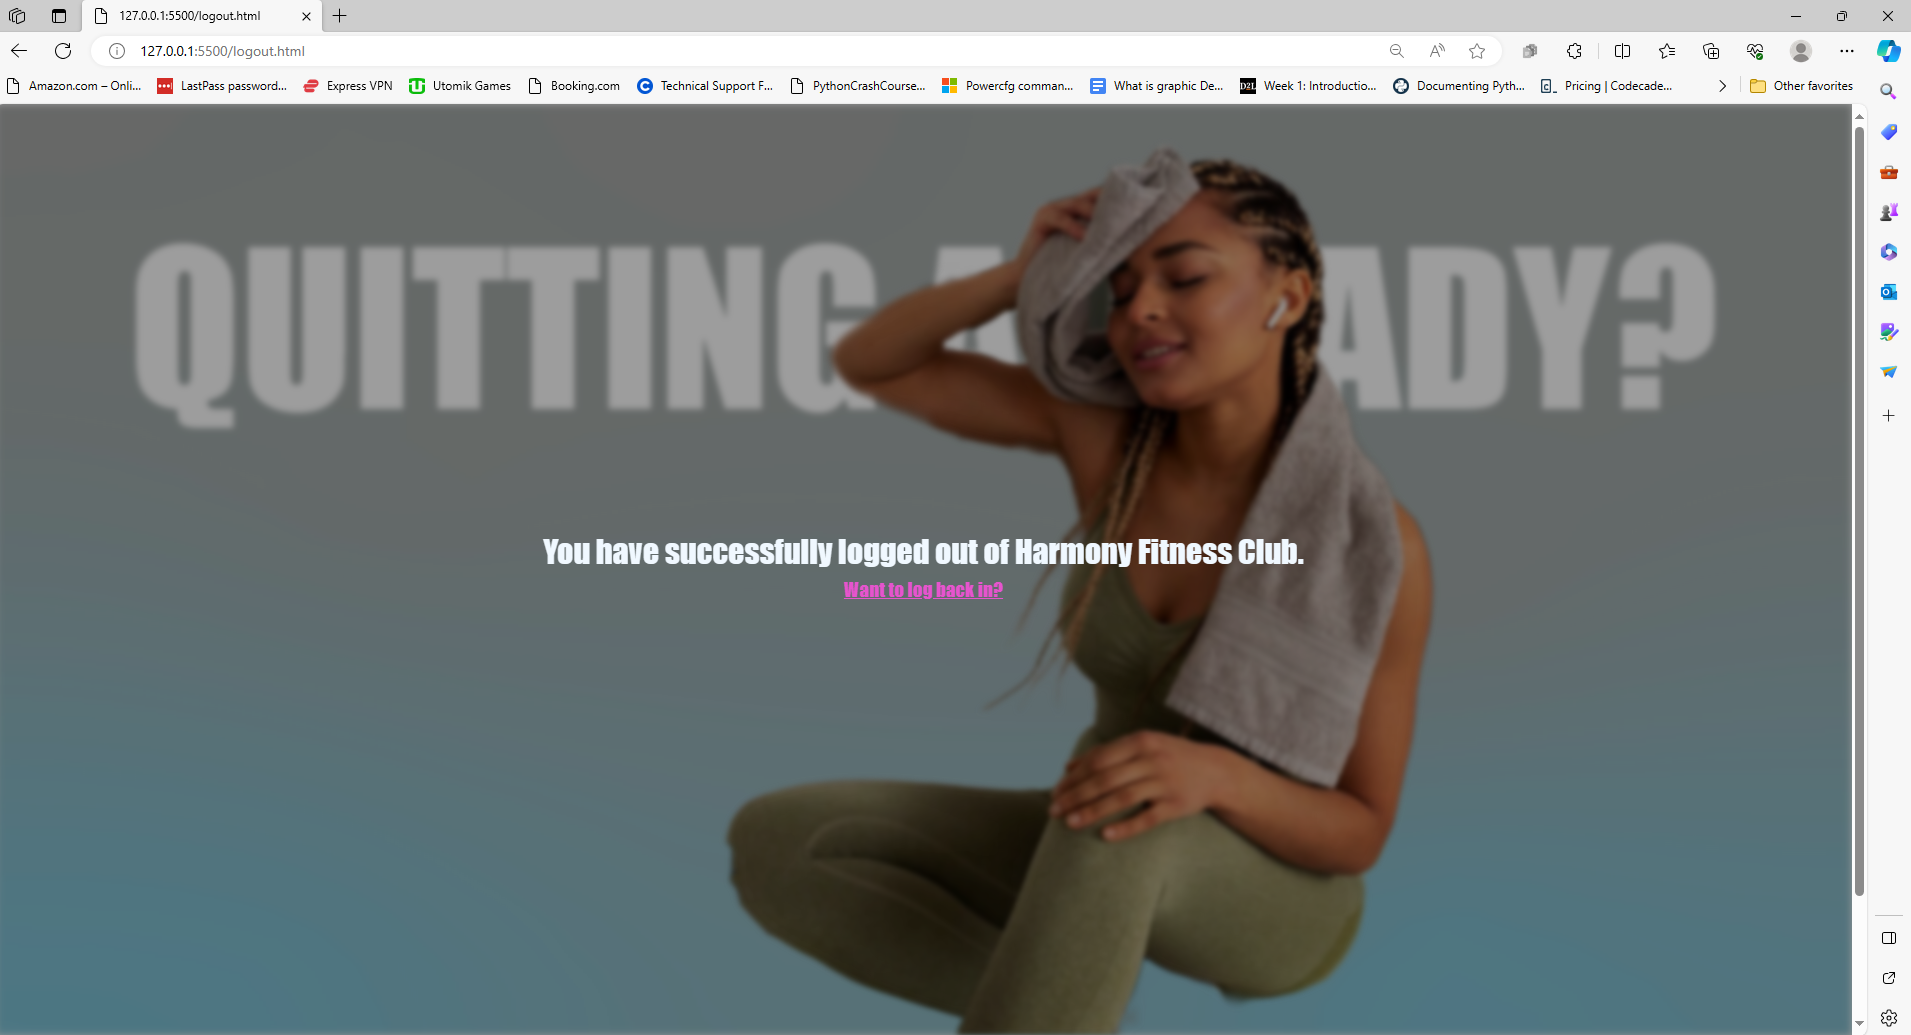 127.0.0.1:5500/logout.html
127.0.0.1:5500/logout.html
Amazon.com – Onli... LastPass password... Express VPN Utomik Games Booking.com Technical Support F... PythonCrashCourse... Powercfg comman... What is graphic De... D2L Week 1: Introductio... Documenting Pyth... Pricing | Codecade... Other favorites
QUITTING A ADY?
You have successfully logged out of Harmony Fitness Club.
Want to log back in?